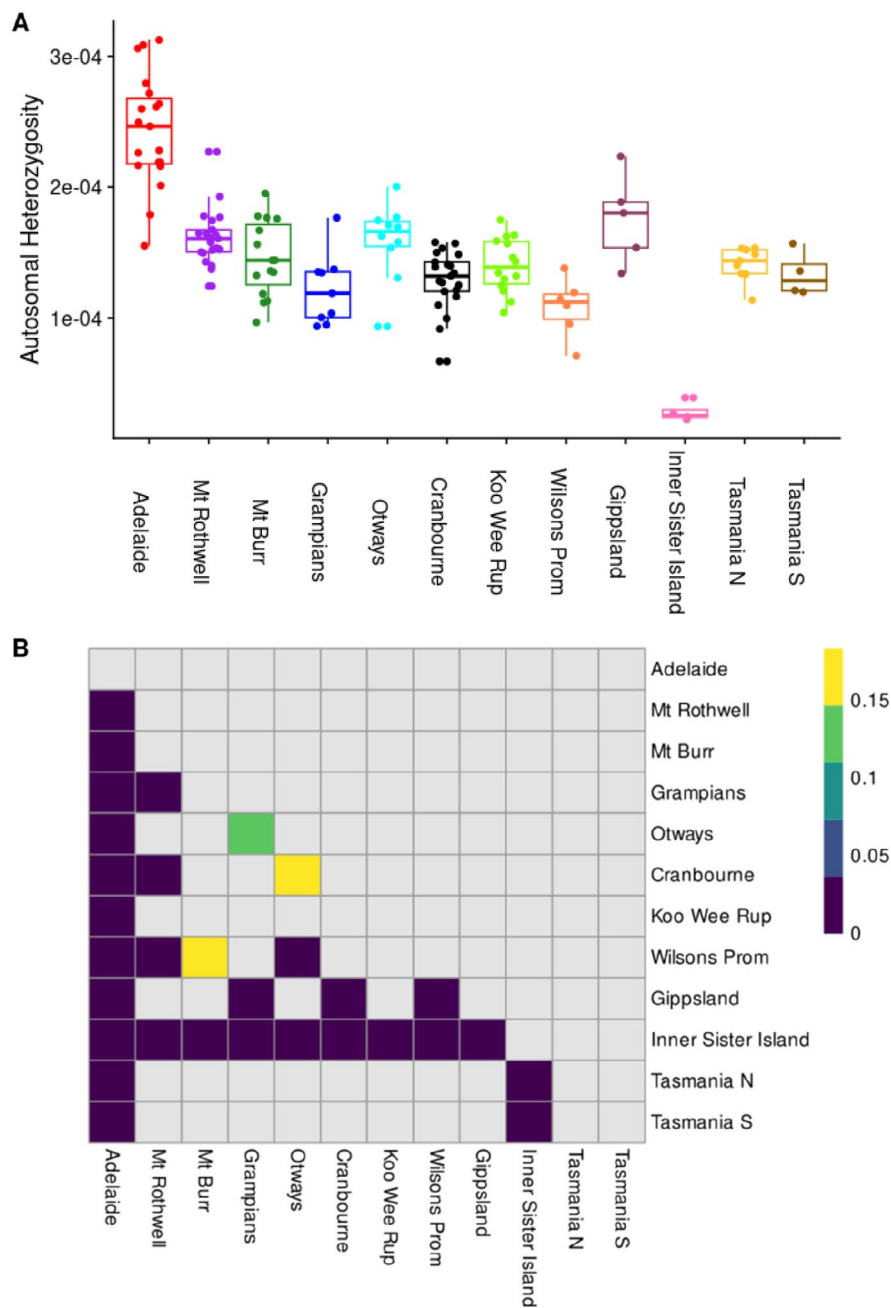 A
Autosomal Heterozygosity
3e-04
2e-04
1e-04
Adelaide
Mt Rothwell
Mt Burr
Grampians
Otways
Cranbourne
Koo Wee Rup
Wilsons Prom
Gippsland
Inner Sister Island
Tasmania N
Tasmania S
B
Adelaide
Mt Rothwell
Mt Burr
Grampians
Otways
Cranbourne
Koo Wee Rup
Wilsons Prom
Gippsland
Inner Sister Island
Tasmania N
Tasmania S
0.15
0.1
0.05
0
Adelaide
Mt Rothwell
Mt Burr
Grampians
Otways
Cranbourne
Koo Wee Rup
Wilsons Prom
Gippsland
Inner Sister Island
Tasmania N
Tasmania S